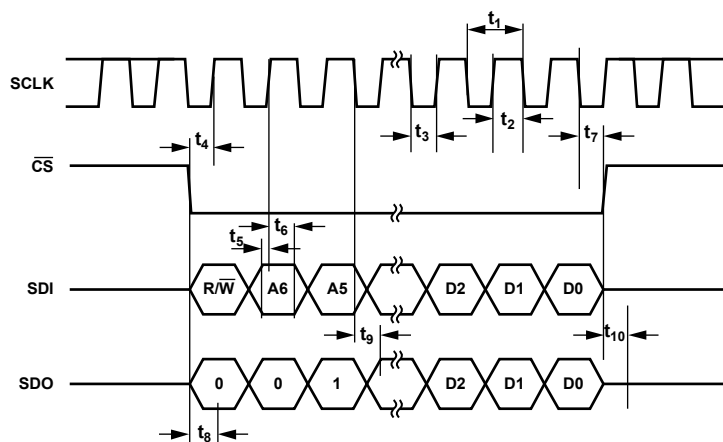 t1
SCLK
t4
t3
t2
t7
CS
t5
t6
SDI
R/W
A6
A5
D2
D1
D0
t9
t10
SDO
0
0
1
D2
D1
D0
t8